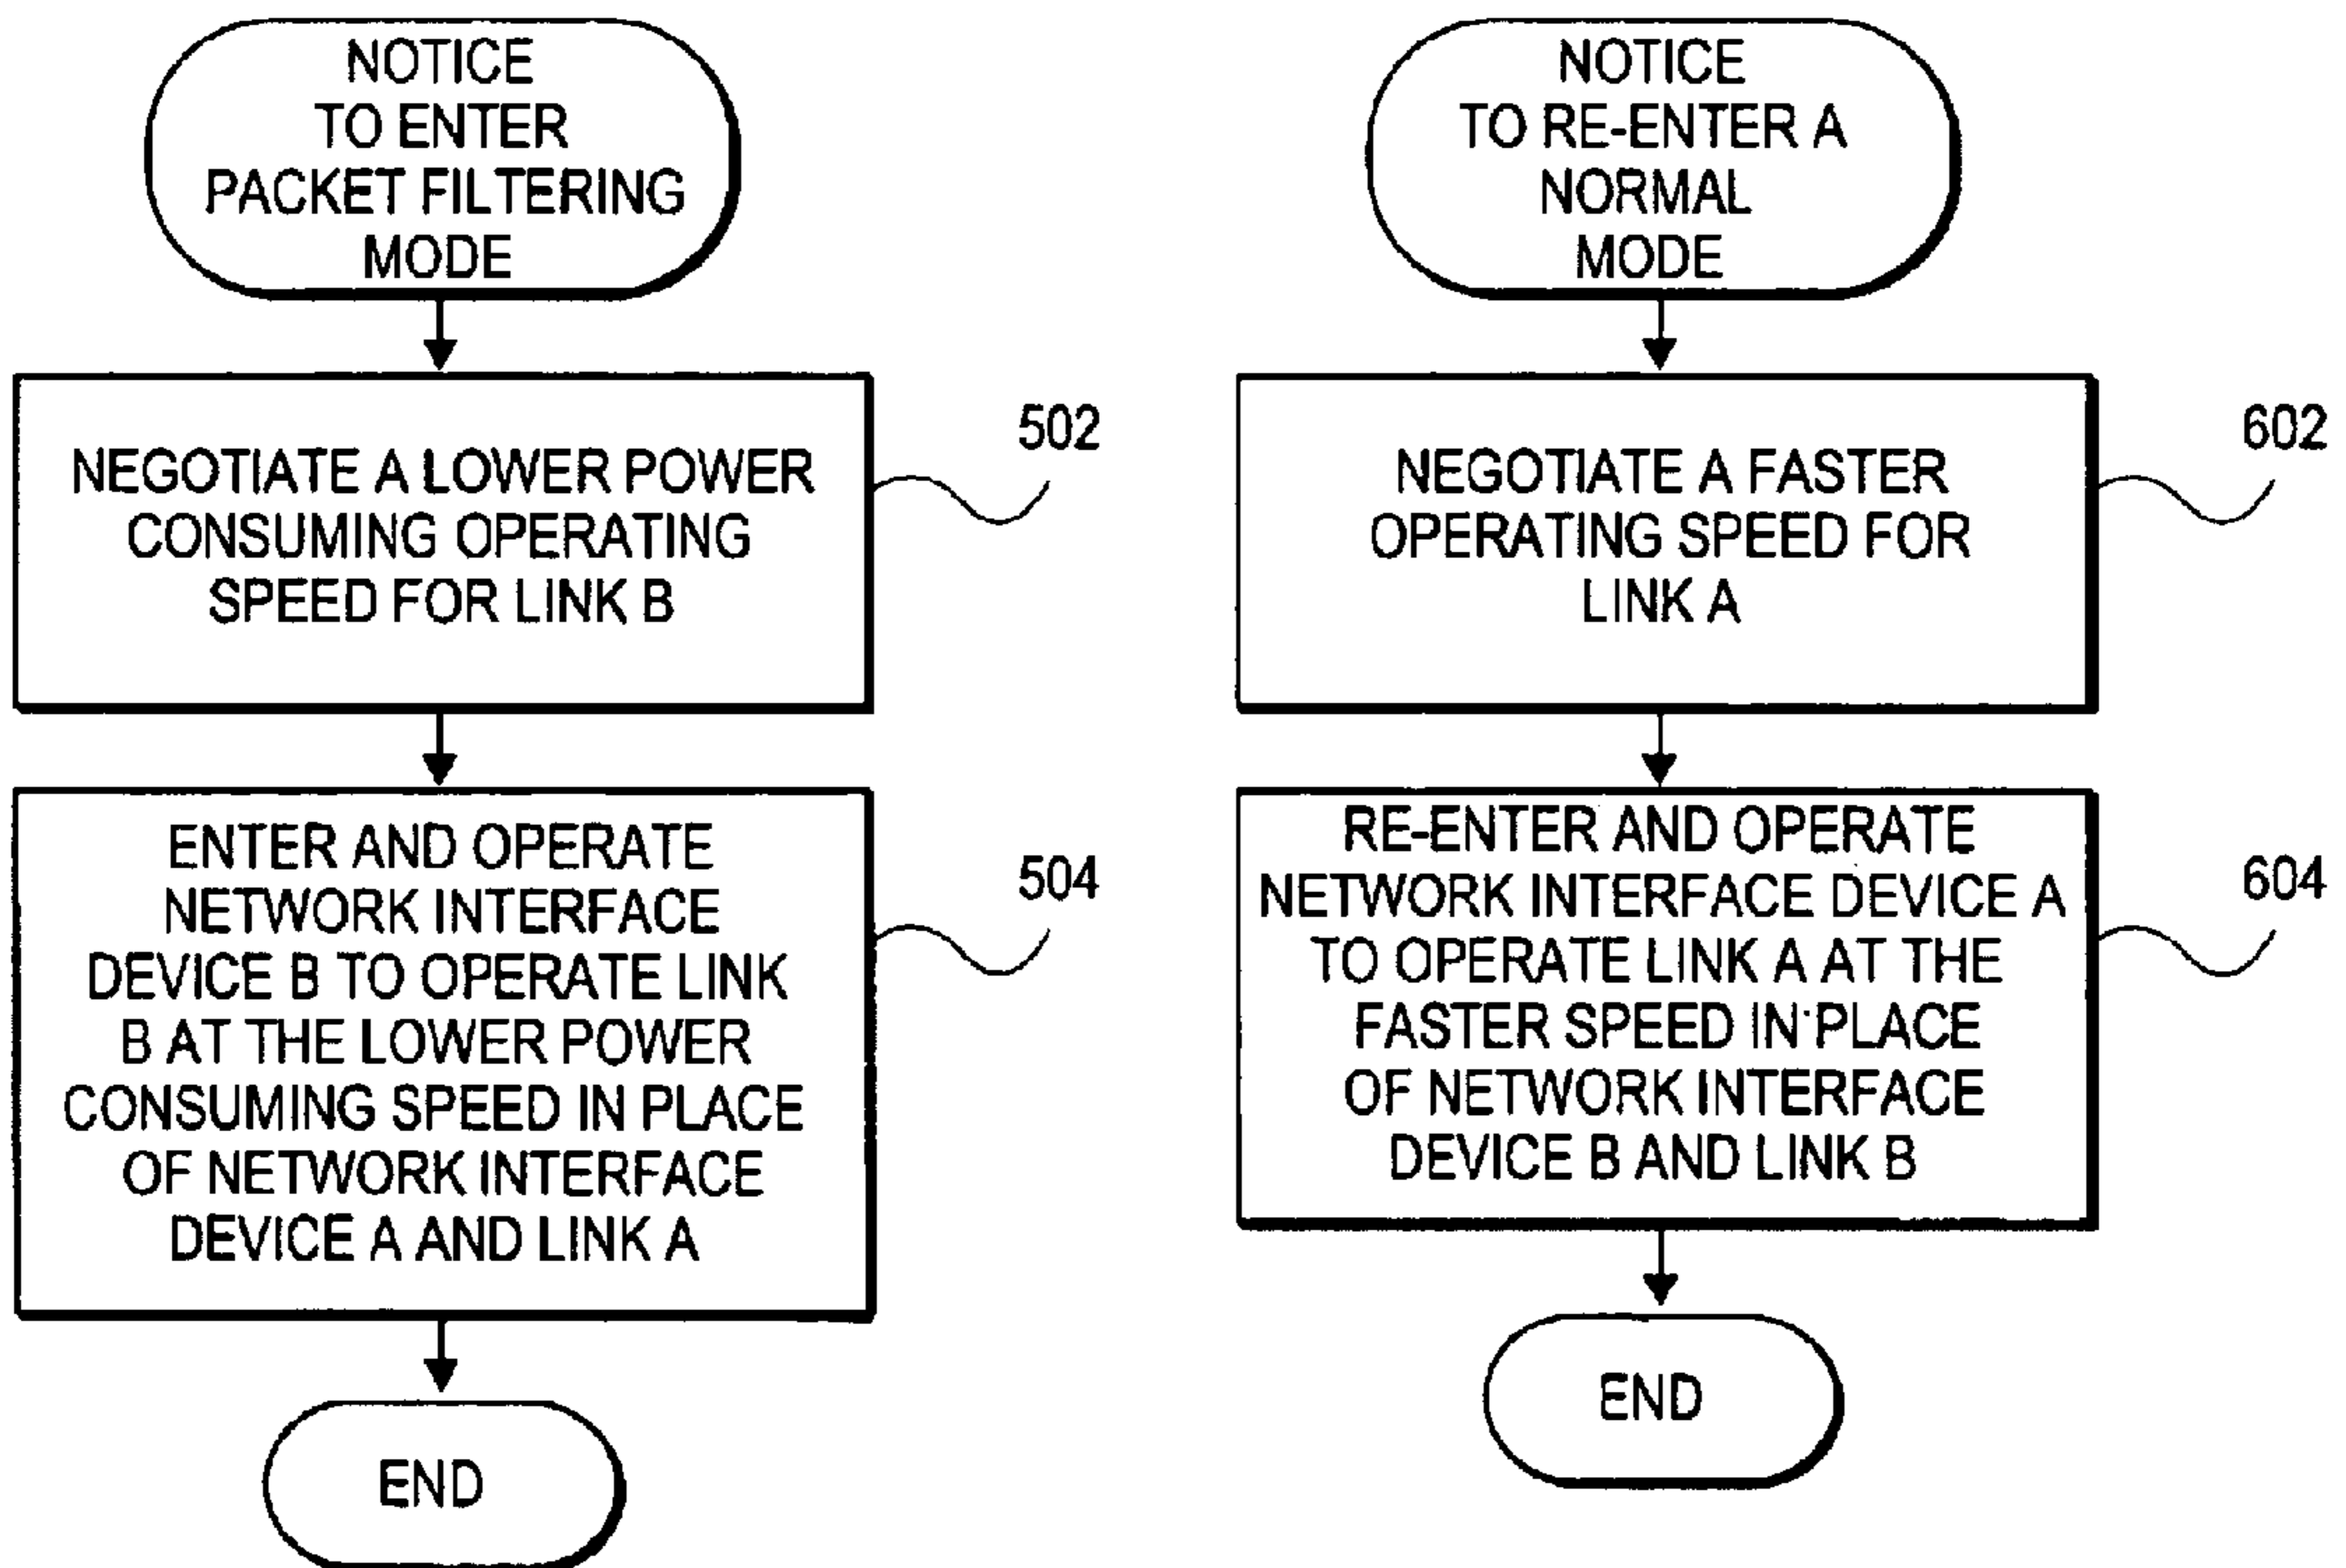 NOTICE
TO ENTER
PACKET FILTERING
MODE
NEGOTIATE A LOWER POWER
CONSUMING OPERATING
SPEED FOR LINK B
502
ENTER AND OPERATE
NETWORK INTERFACE
DEVICE B TO OPERATE LINK
B AT THE LOWER POWER
CONSUMING SPEED IN PLACE
OF NETWORK INTERFACE
DEVICE A AND LINK A
504
END
NOTICE
TO RE-ENTER A
NORMAL
MODE
NEGOTIATE A FASTER
OPERATING SPEED FOR
LINK A
602
RE-ENTER AND OPERATE
NETWORK INTERFACE DEVICE A
TO OPERATE LINK A AT THE
FASTER SPEED IN PLACE
OF NETWORK INTERFACE
DEVICE B AND LINK B
604
END